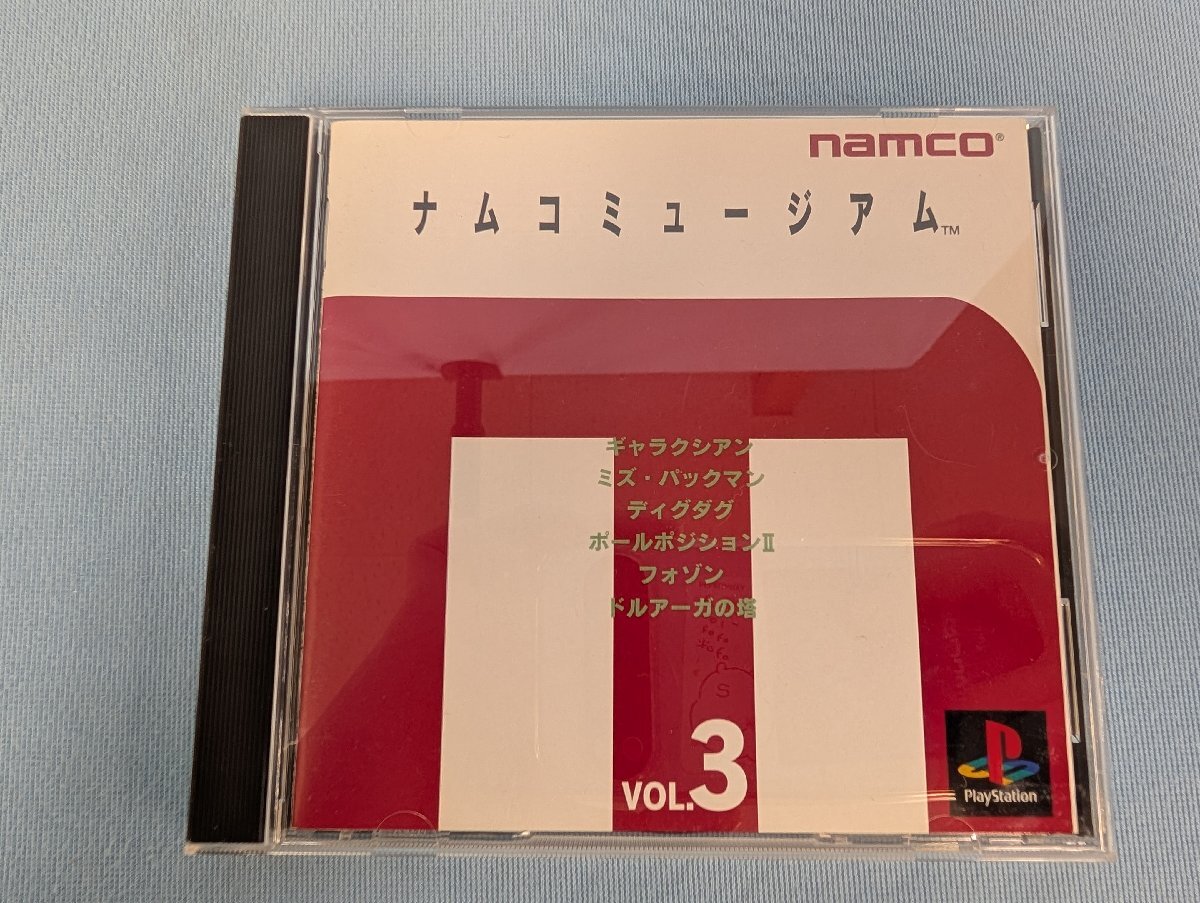 namco®
ナムコミュージアム™
ギャラクシアン
ミズ・パックマン
ディグダグ
ポールポジションⅡ
フォゾン
ドルアーガの塔
S
VOL.3
PlayStation